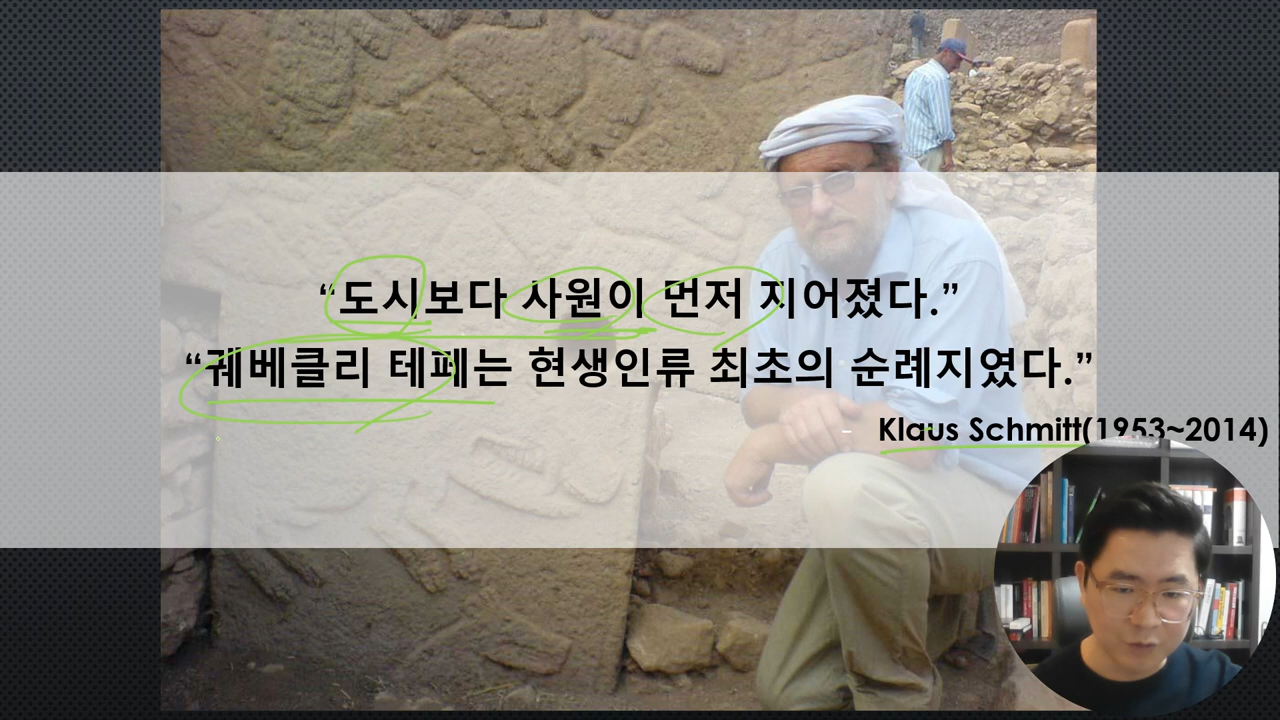 “도시보다 사원이 먼저 지어졌다.”
“궤베클리 테페는 현생인류 최초의 순례지였다.”
Klaus Schmitt(1953~2014)